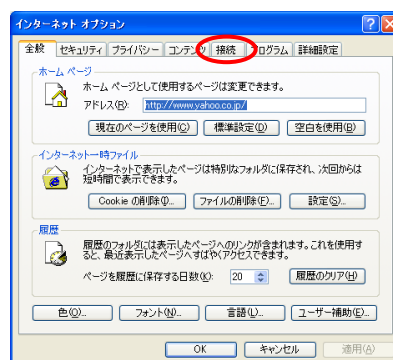 インターネット オプション
全般 セキュリティ プライバシー コンテンツ 接続 プログラム 詳細設定
ホーム ページ
ホーム ページとして使用するページは変更できます。
アドレス(R): http://www.yahoo.co.jp/
現在のページを使用(C) 標準設定(D) 空白を使用(B)
インターネット一時ファイル
インターネットで表示したページは特別なフォルダに保存され、次回からは
短時間で表示できます。
Cookie の削除(I)... ファイルの削除(F)... 設定(S)...
履歴
履歴のフォルダには表示したページへのリンクが含まれます。これを使用す
ると、最近表示したページへすばやくアクセスできます。
ページを履歴に保存する日数(K): 20 履歴のクリア(H)
色(O)... フォント(N)... 言語(L)... ユーザー補助(E)...
OK キャンセル 適用(A)